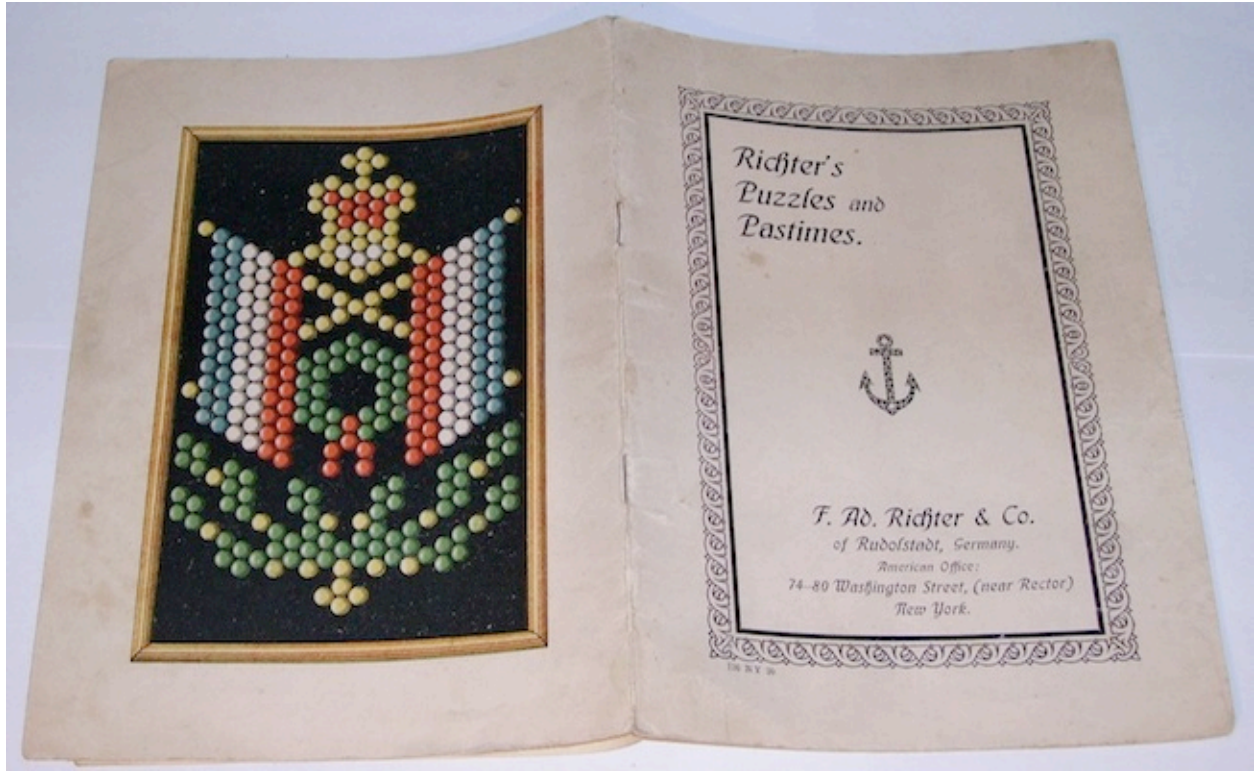 Richter's
Puzzles and
Pastimes.
F. Ad. Richter & Co.
of Rudolstadt, Germany.
American Office:
74-80 Washington Street, (near Rector)
New York.